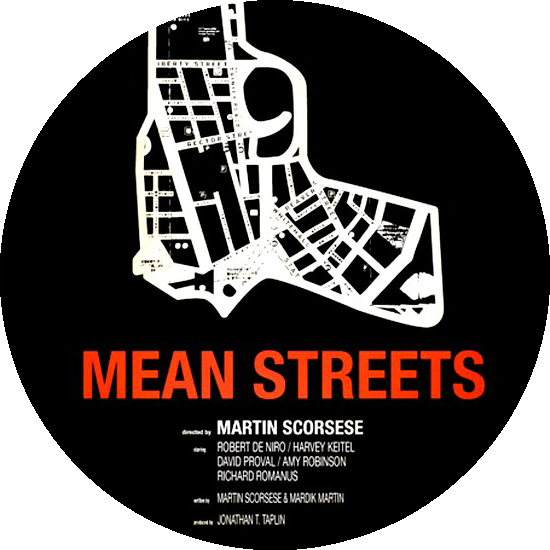 LIBERTY STREET
RECTOR STREET
BEAVER
MEAN STREETS
directed by MARTIN SCORSESE
starring ROBERT DE NIRO / HARVEY KEITEL
DAVID PROVAL / AMY ROBINSON
RICHARD ROMANUS
written by MARTIN SCORSESE & MARDIK MARTIN
produced by JONATHAN T. TAPLIN